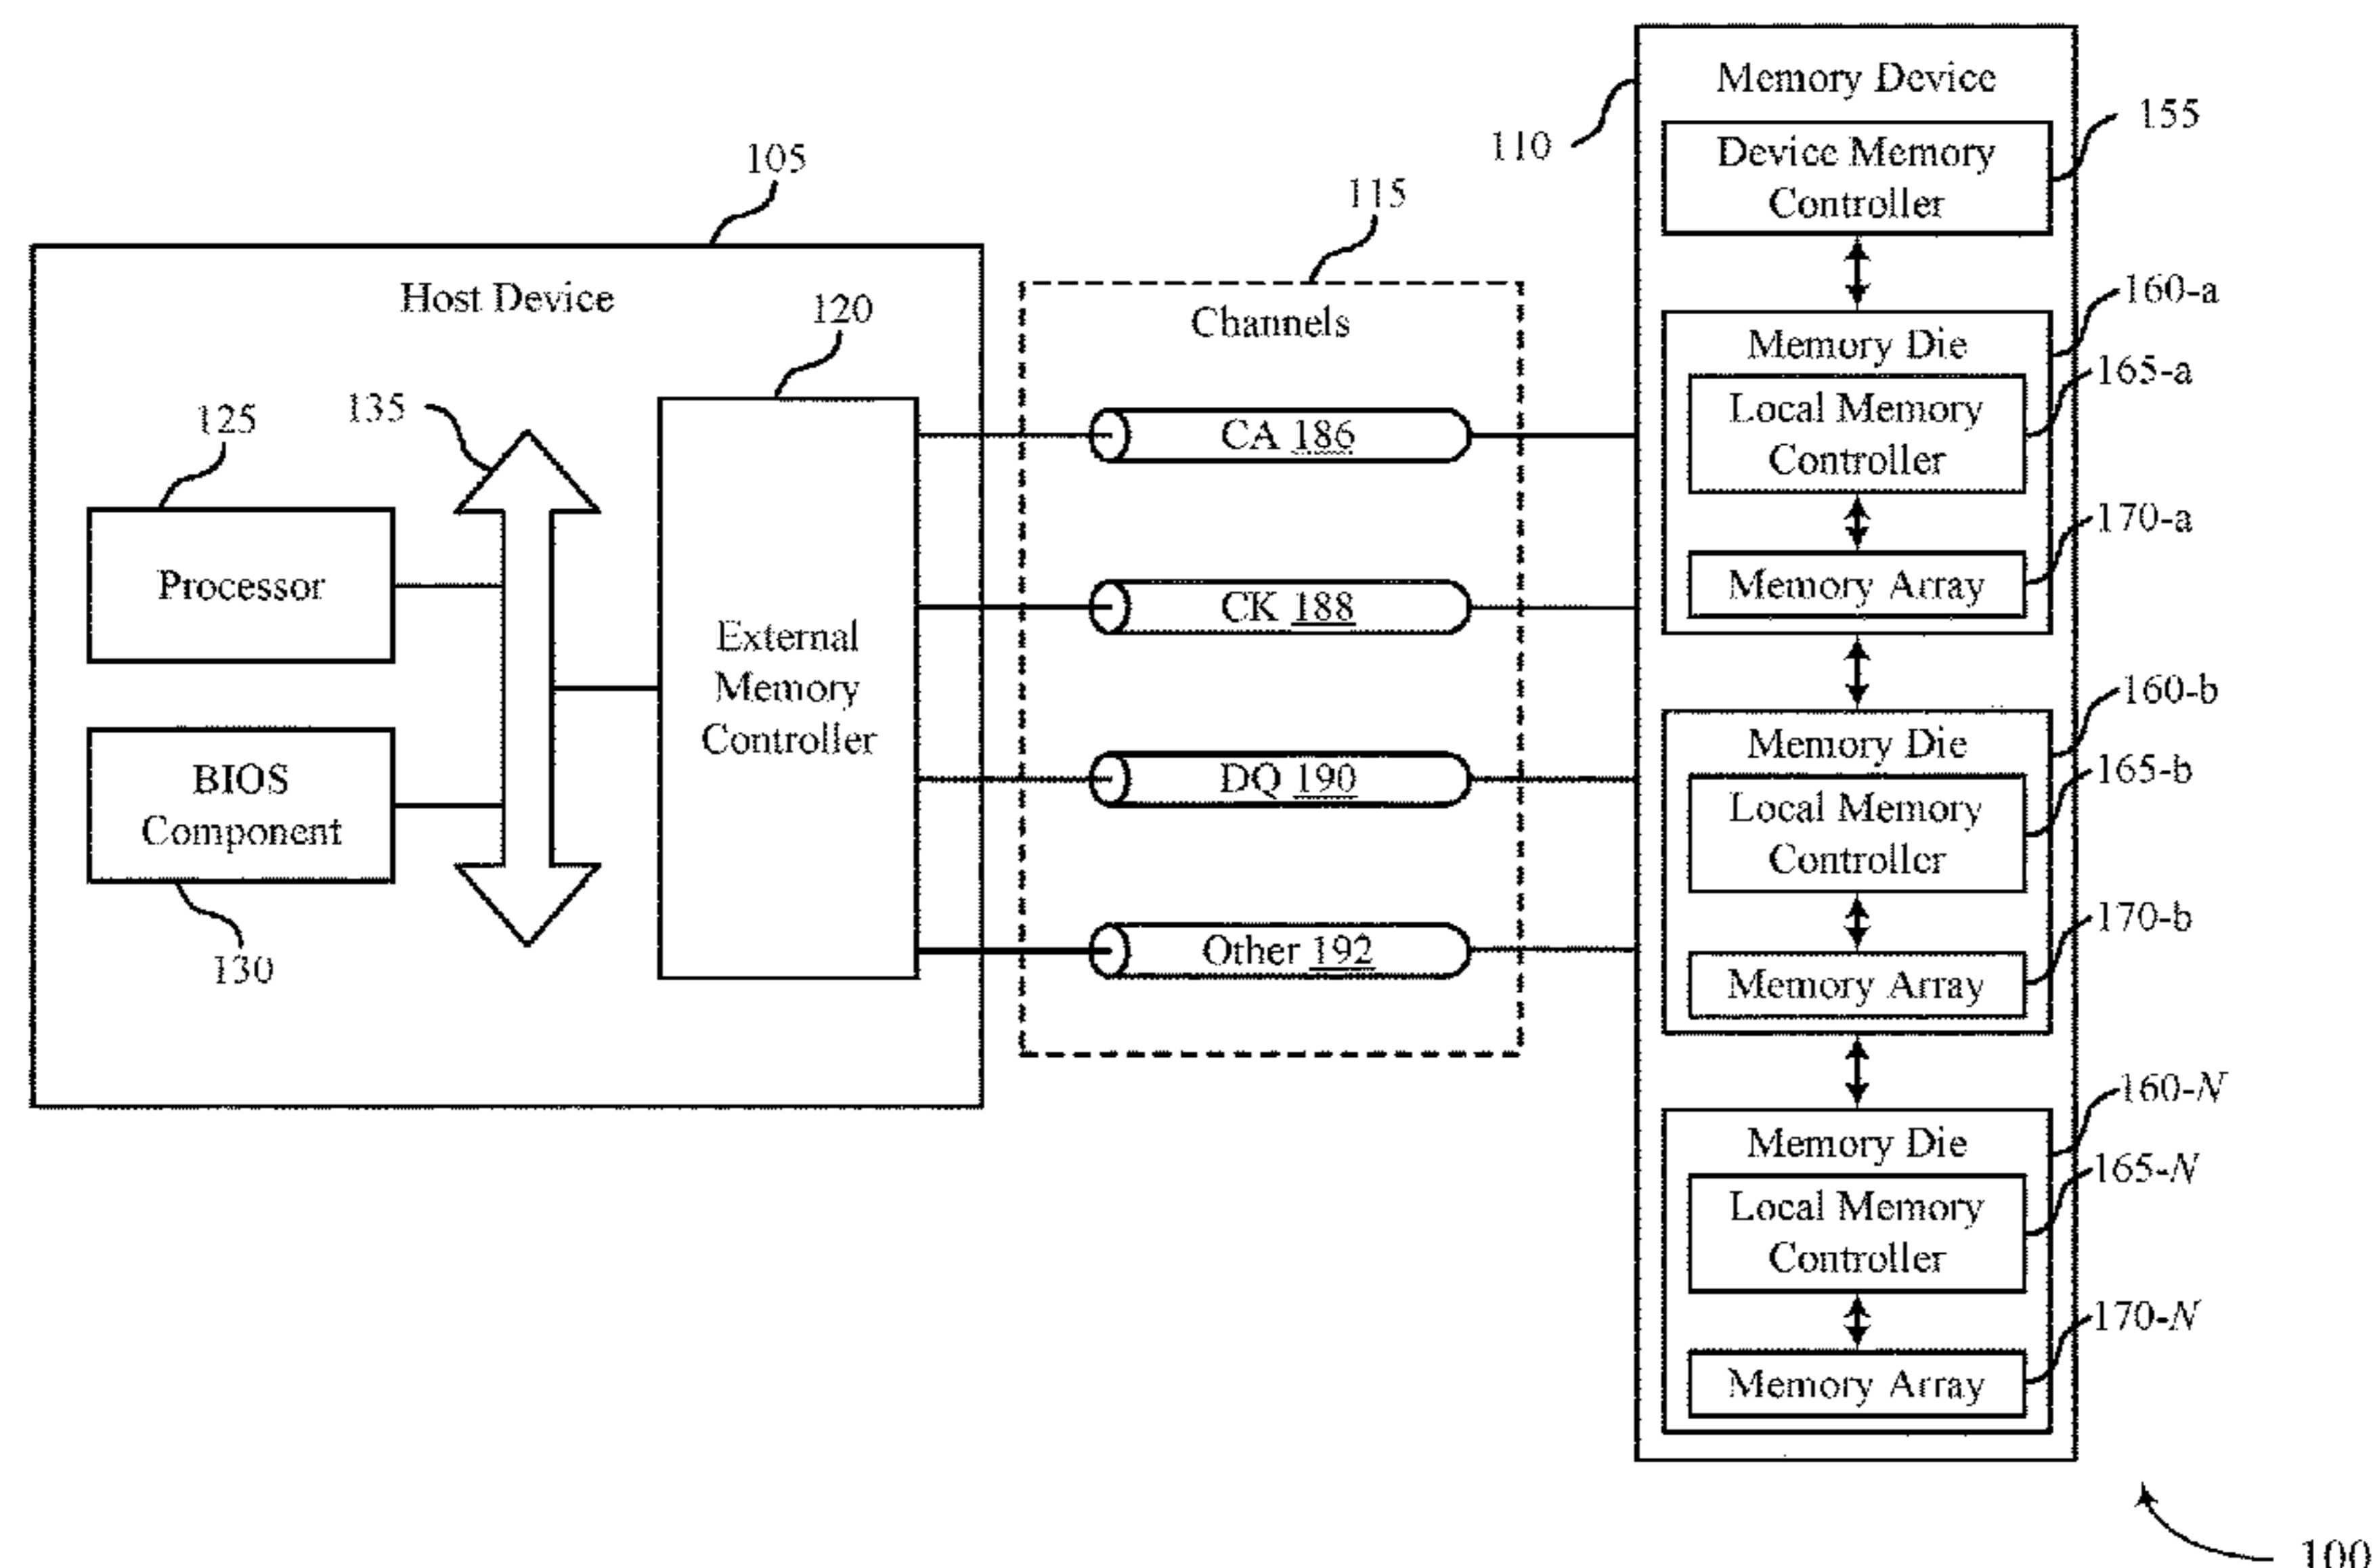 105
Host Device
120
135
125
Processor
BIOS
Component
130
External
Memory
Controller
115
Channels
CA 186
CK 188
DQ 190
Other 192
110
Memory Device
155
Device Memory
Controller
160-a
Memory Die
165-a
Local Memory
Controller
170-a
Memory Array
160-b
Memory Die
165-b
Local Memory
Controller
170-b
Memory Array
160-N
Memory Die
165-N
Local Memory
Controller
170-N
Memory Array
100